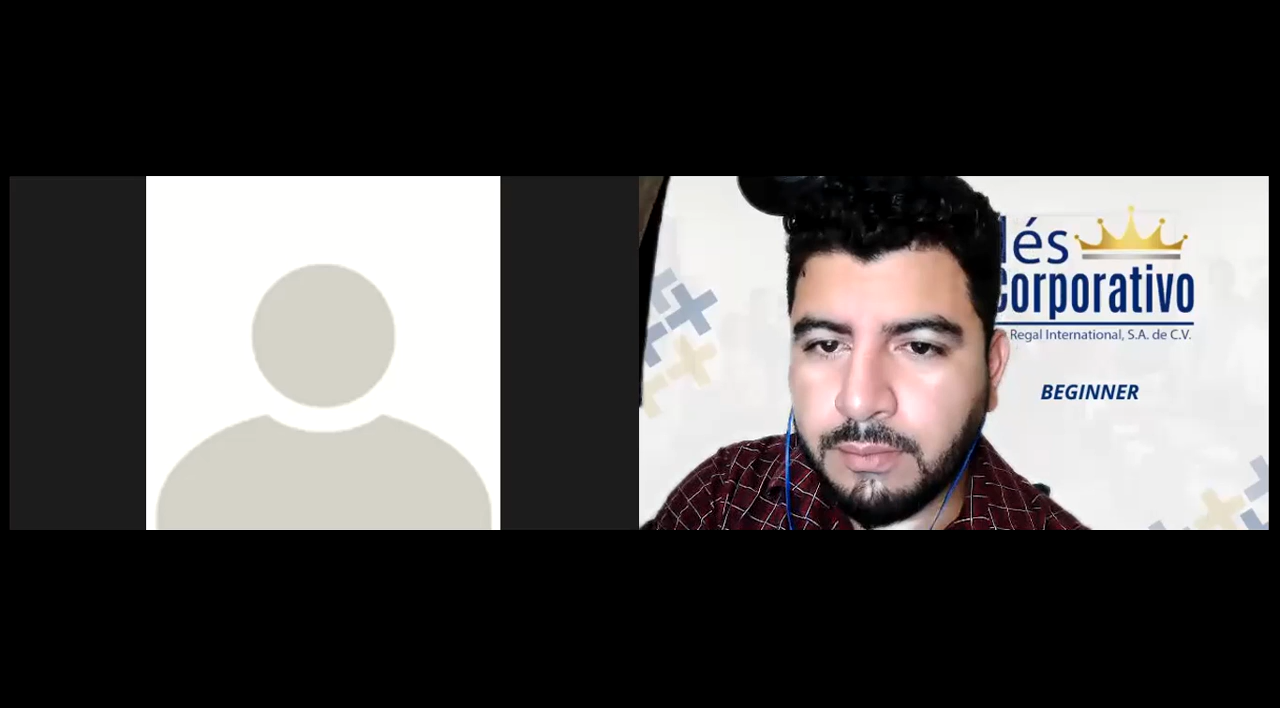 lés
Corporativo
Regal International, S.A. de C.V.
BEGINNER